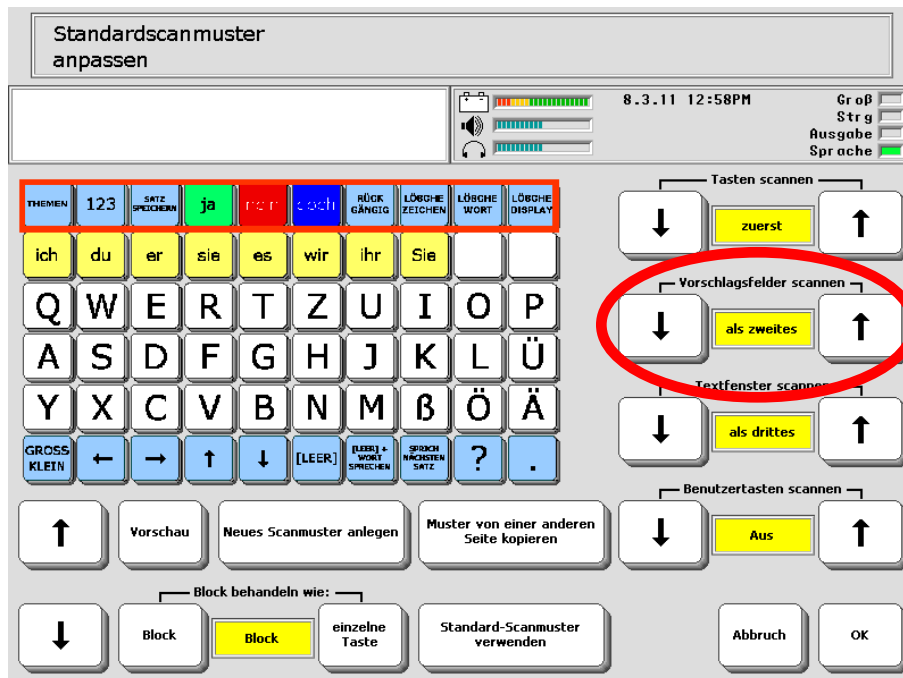 Standardscanmuster
anpassen
8.3.11 12:58PM
Groß
Strg
Ausgabe
Sprache
THEMEN 123 SATZ SPEICHERN ja nein doch RÜCK GÄNGIG LÖSCHE ZEICHEN LÖSCHE WORT LÖSCHE DISPLAY
ich du er sie es wir ihr Sie
Q W E R T Z U I O P
A S D F G H J K L Ü
Y X C V B N M ß Ö Ä
GROSS KLEIN ← → ↑ ↓ [LEER] [LEER] + WORT SPRECHEN SPRICH NÄCHSTEN SATZ ? .
Tasten scannen
↓ zuerst ↑
Vorschlagsfelder scannen
↓ als zweites ↑
Textfenster scannen
↓ als drittes ↑
Benutzertasten scannen
↓ Aus ↑
↑ Vorschau Neues Scanmuster anlegen Muster von einer anderen
Seite kopieren
Block behandeln wie:
↓ Block Block einzelne
Taste
Standard-Scanmuster
verwenden
Abbruch OK